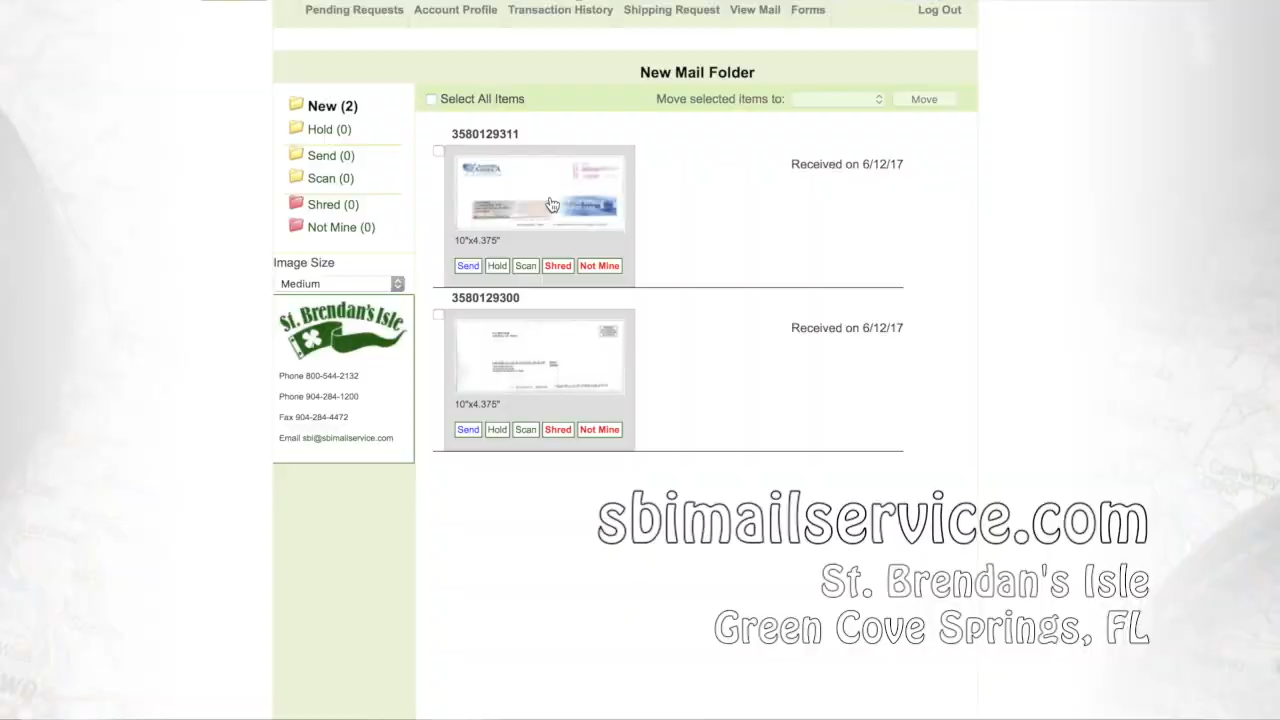 Pending Requests Account Profile Transaction History Shipping Request View Mail Forms Log Out
New Mail Folder
Select All Items Move selected items to: Move
New (2)
Hold (0)
Send (0)
Scan (0)
Shred (0)
Not Mine (0)
Image Size
Medium
St. Brendan's Isle
Phone 800-544-2132
Phone 904-284-1200
Fax 904-284-4472
Email sbi@sbimailservice.com
3580129311
Received on 6/12/17
10"x4.375"
Send Hold Scan Shred Not Mine
3580129300
Received on 6/12/17
10"x4.375"
Send Hold Scan Shred Not Mine
sbimailservice.com
St. Brendan's Isle
Green Cove Springs, FL